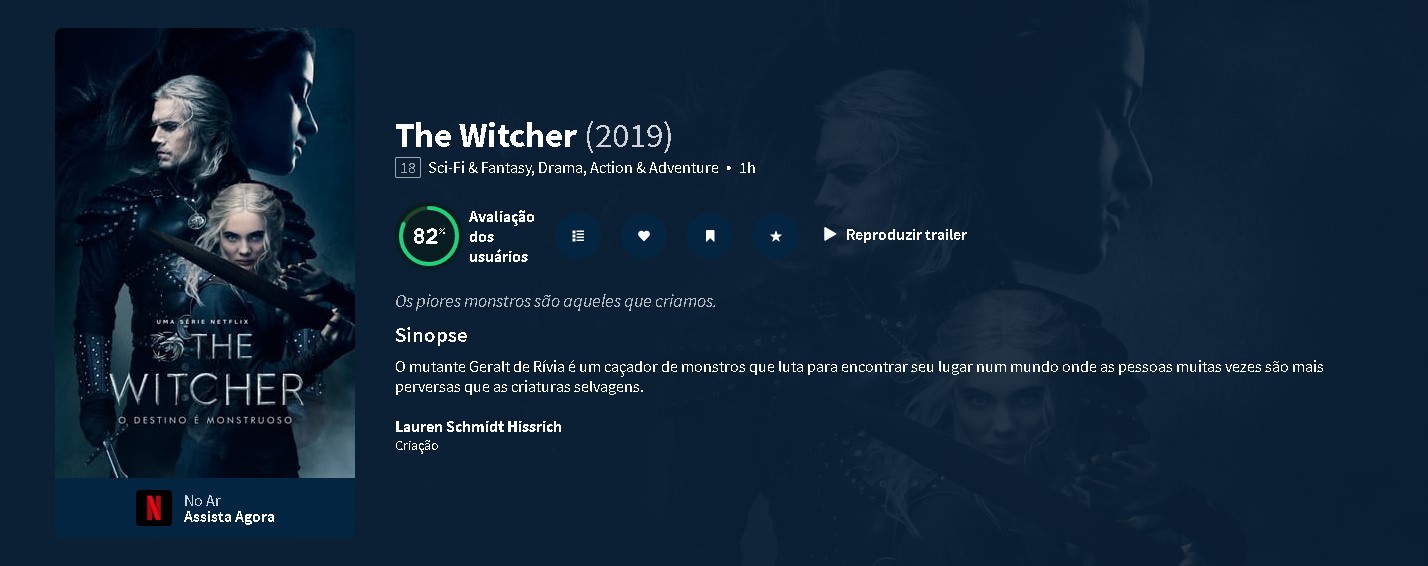 UMA SÉRIE NETFLIX
THE
WITCHER
O DESTINO É MONSTRUOSO
N
No Ar
Assista Agora
The Witcher (2019)
18 Sci-Fi & Fantasy, Drama, Action & Adventure • 1h
82%
Avaliação
dos
usuários
Reproduzir trailer
Os piores monstros são aqueles que criamos.
Sinopse
O mutante Geralt de Rívia é um caçador de monstros que luta para encontrar seu lugar num mundo onde as pessoas muitas vezes são mais
perversas que as criaturas selvagens.
Lauren Schmidt Hissrich
Criação